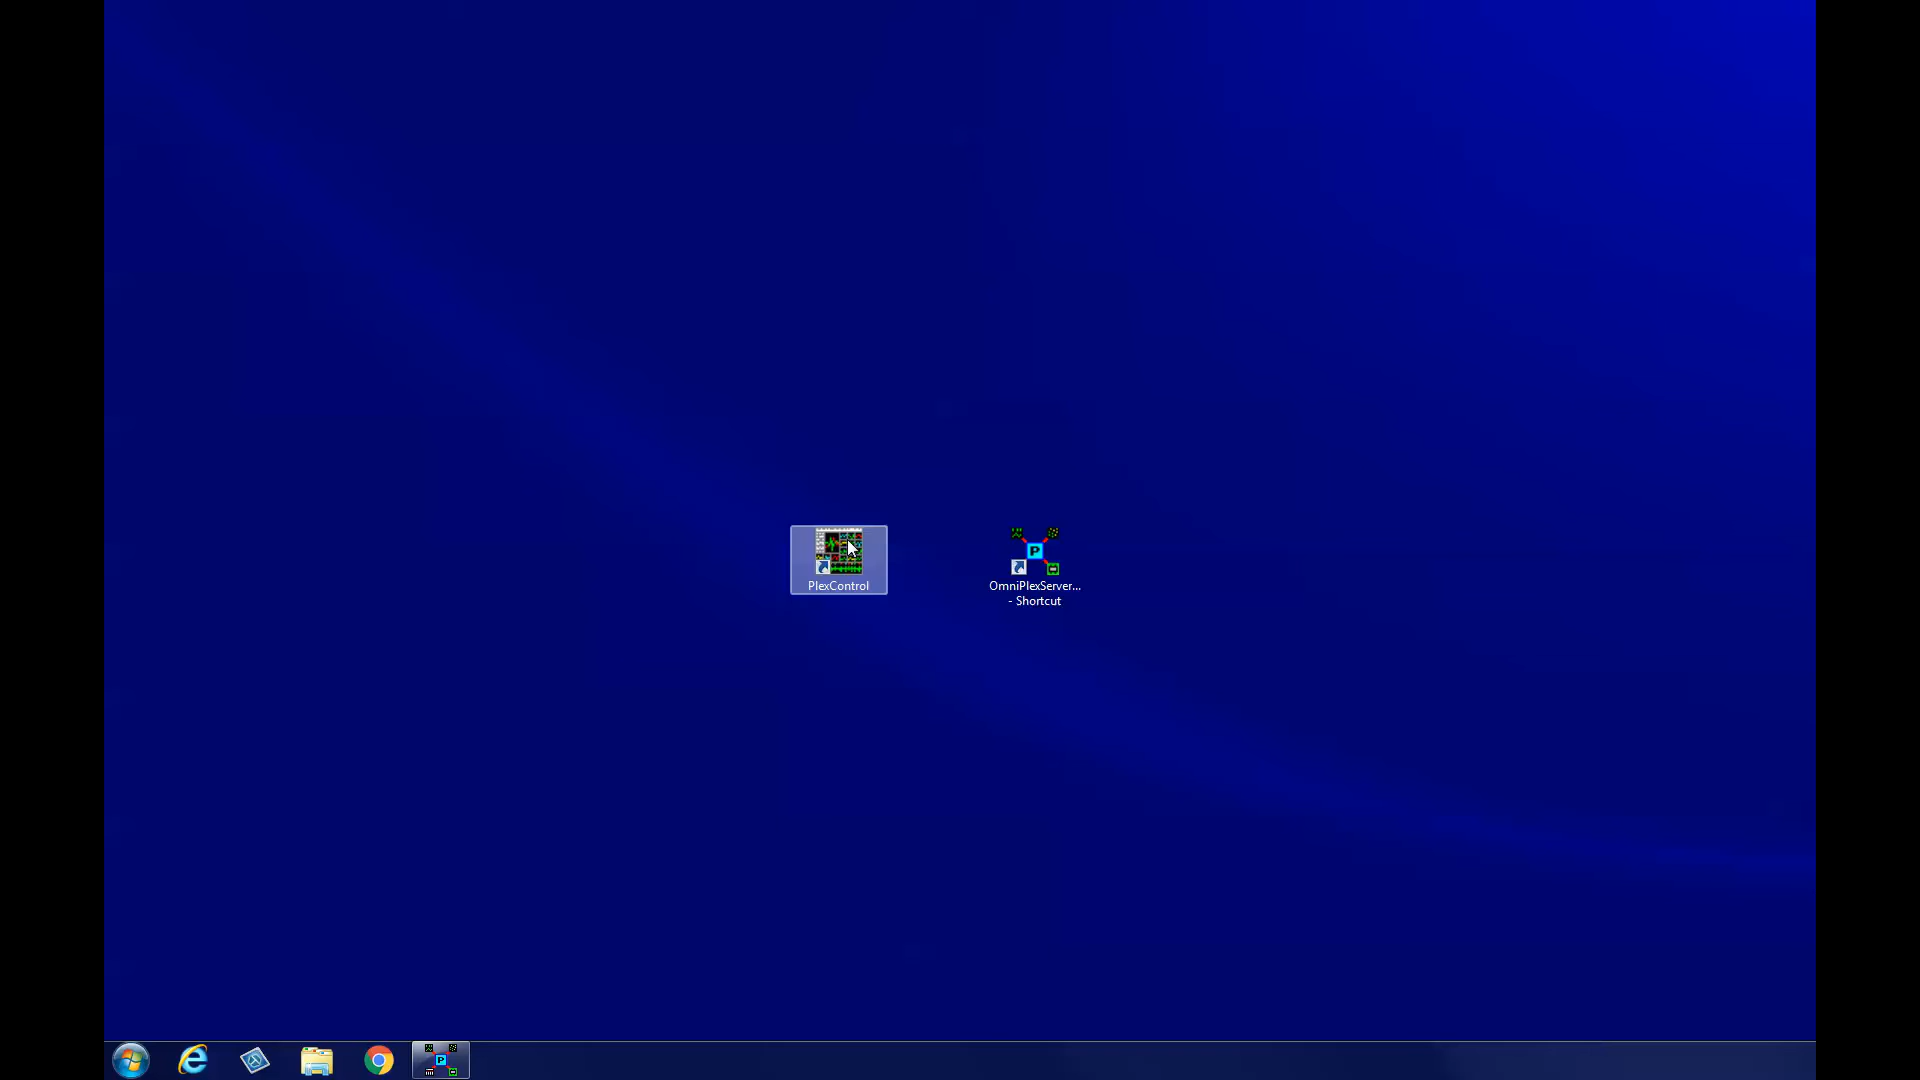 PlexControl
OmniPlexServer...
- Shortcut
P
P